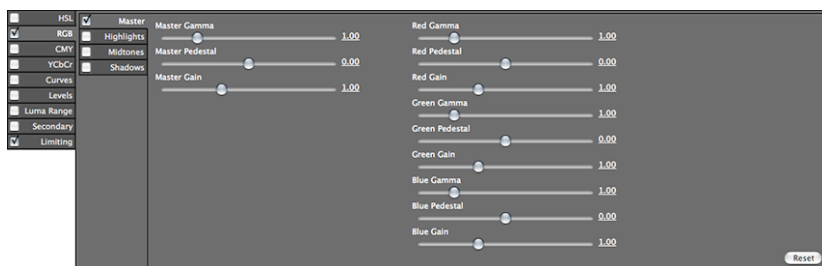 HSL
RGB
CMY
YCbCr
Curves
Levels
Luma Range
Secondary
Limiting
Master
Highlights
Midtones
Shadows
Master Gamma
1.00
Master Pedestal
0.00
Master Gain
1.00
Red Gamma
1.00
Red Pedestal
0.00
Red Gain
1.00
Green Gamma
1.00
Green Pedestal
0.00
Green Gain
1.00
Blue Gamma
1.00
Blue Pedestal
0.00
Blue Gain
1.00
Reset